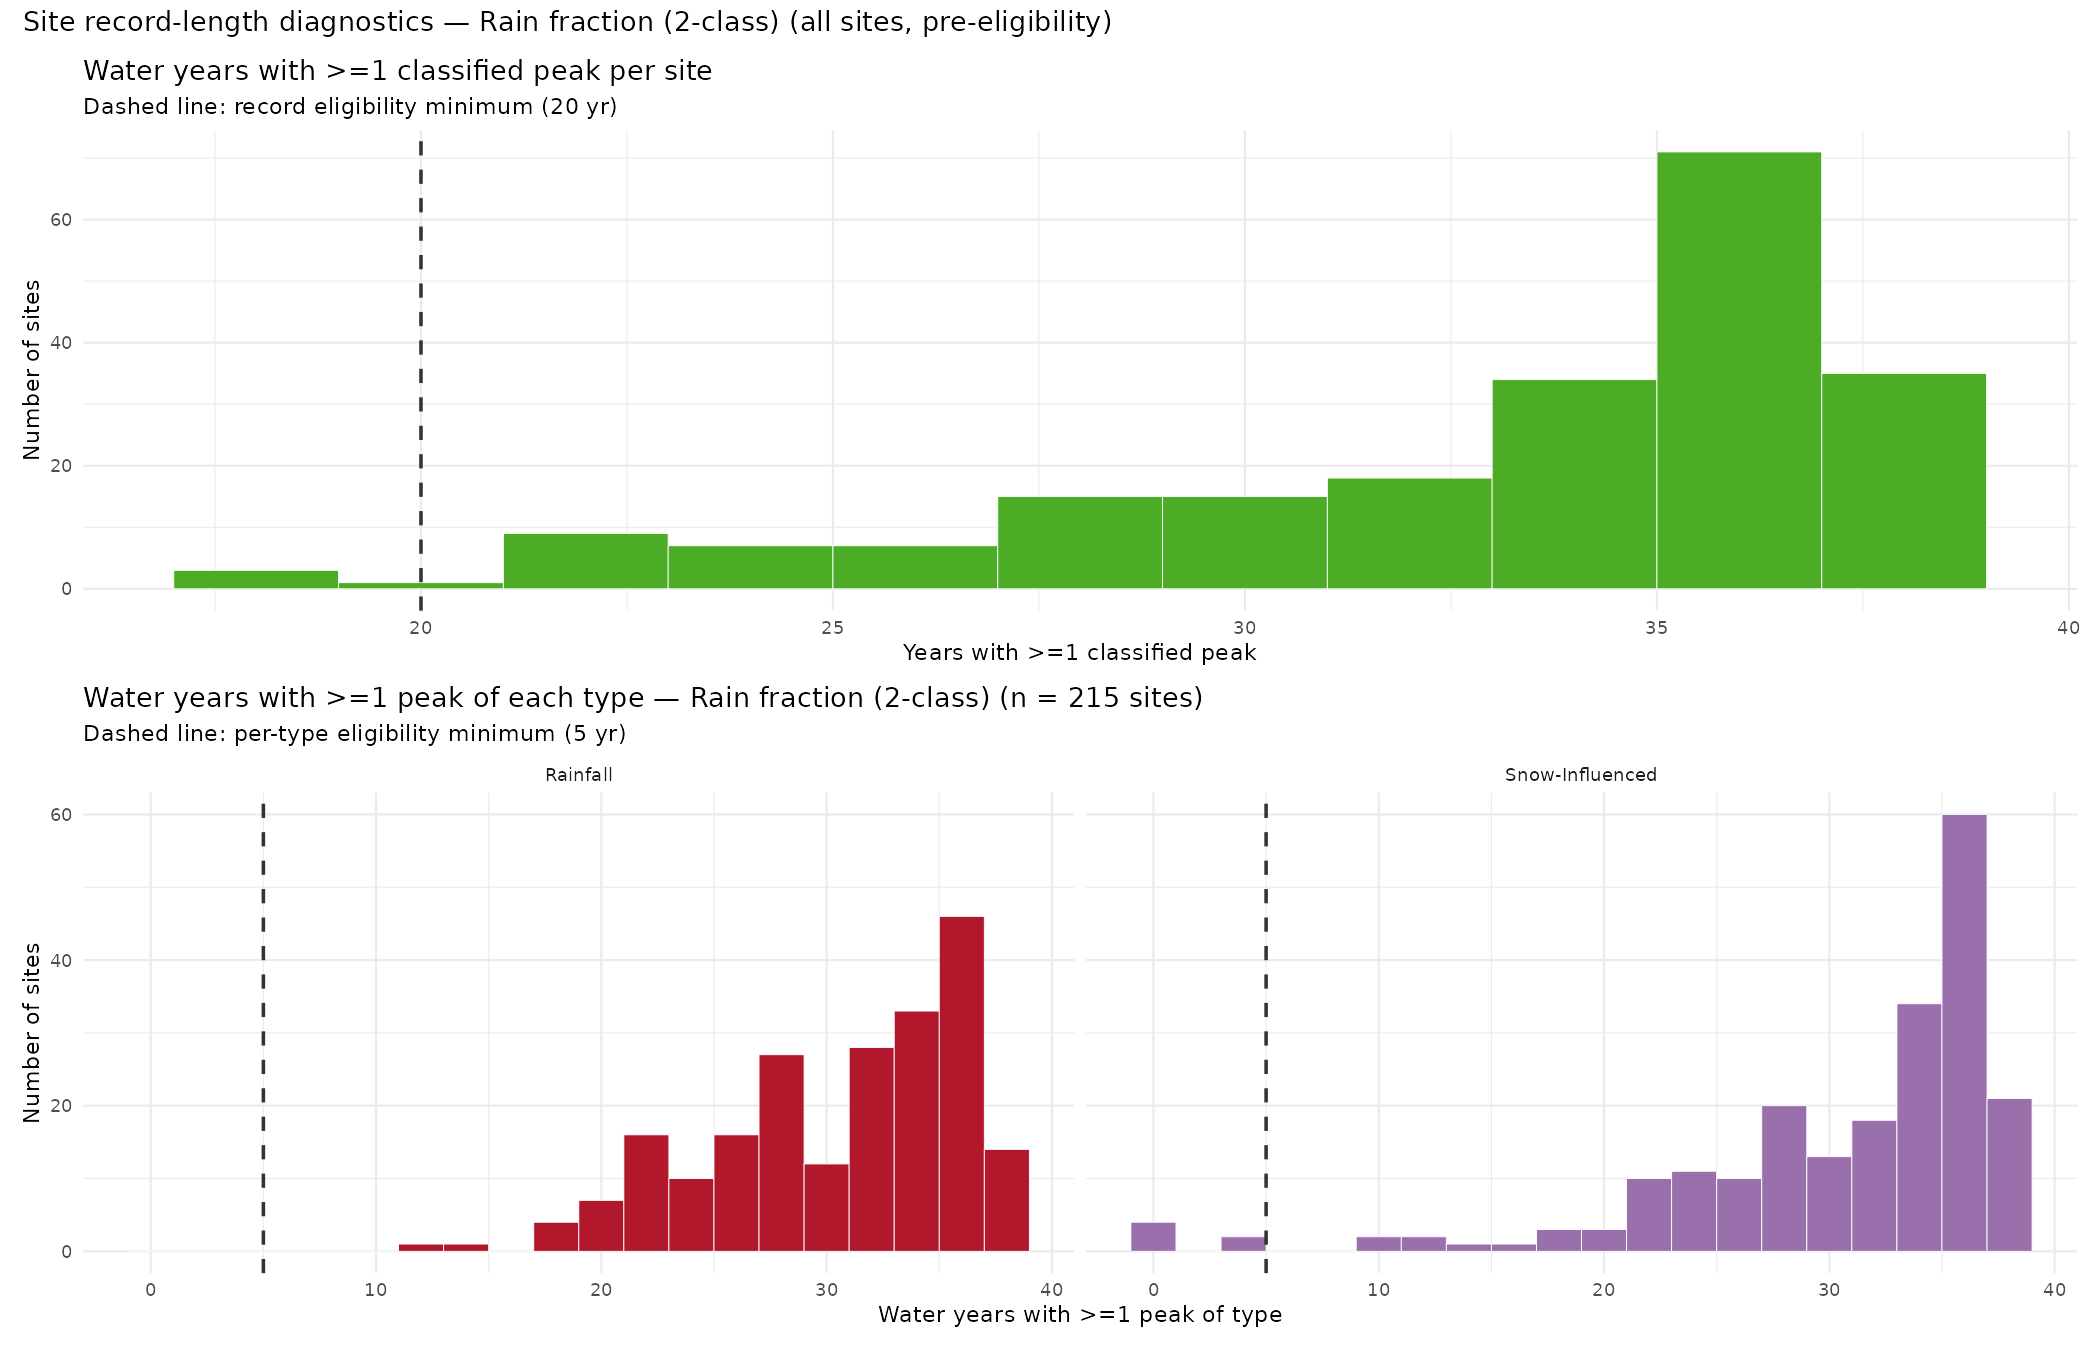 Site record-length diagnostics — Rain fraction (2-class) (all sites, pre-eligibility)
Water years with >=1 classified peak per site
Dashed line: record eligibility minimum (20 yr)
Number of sites
60
40
20
0
20 25 30 35 40
Years with >=1 classified peak
Water years with >=1 peak of each type — Rain fraction (2-class) (n = 215 sites)
Dashed line: per-type eligibility minimum (5 yr)
Rainfall Snow-Influenced
Number of sites
60
40
20
0
0 10 20 30 40 0 10 20 30 40
Water years with >=1 peak of type